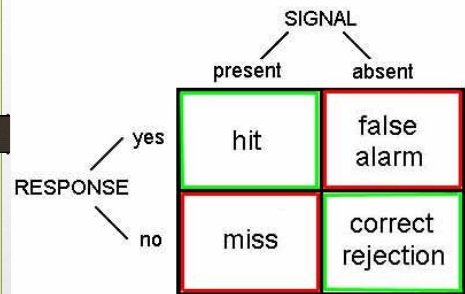 SIGNAL
present absent
yes hit false
alarm
RESPONSE
no miss correct
rejection